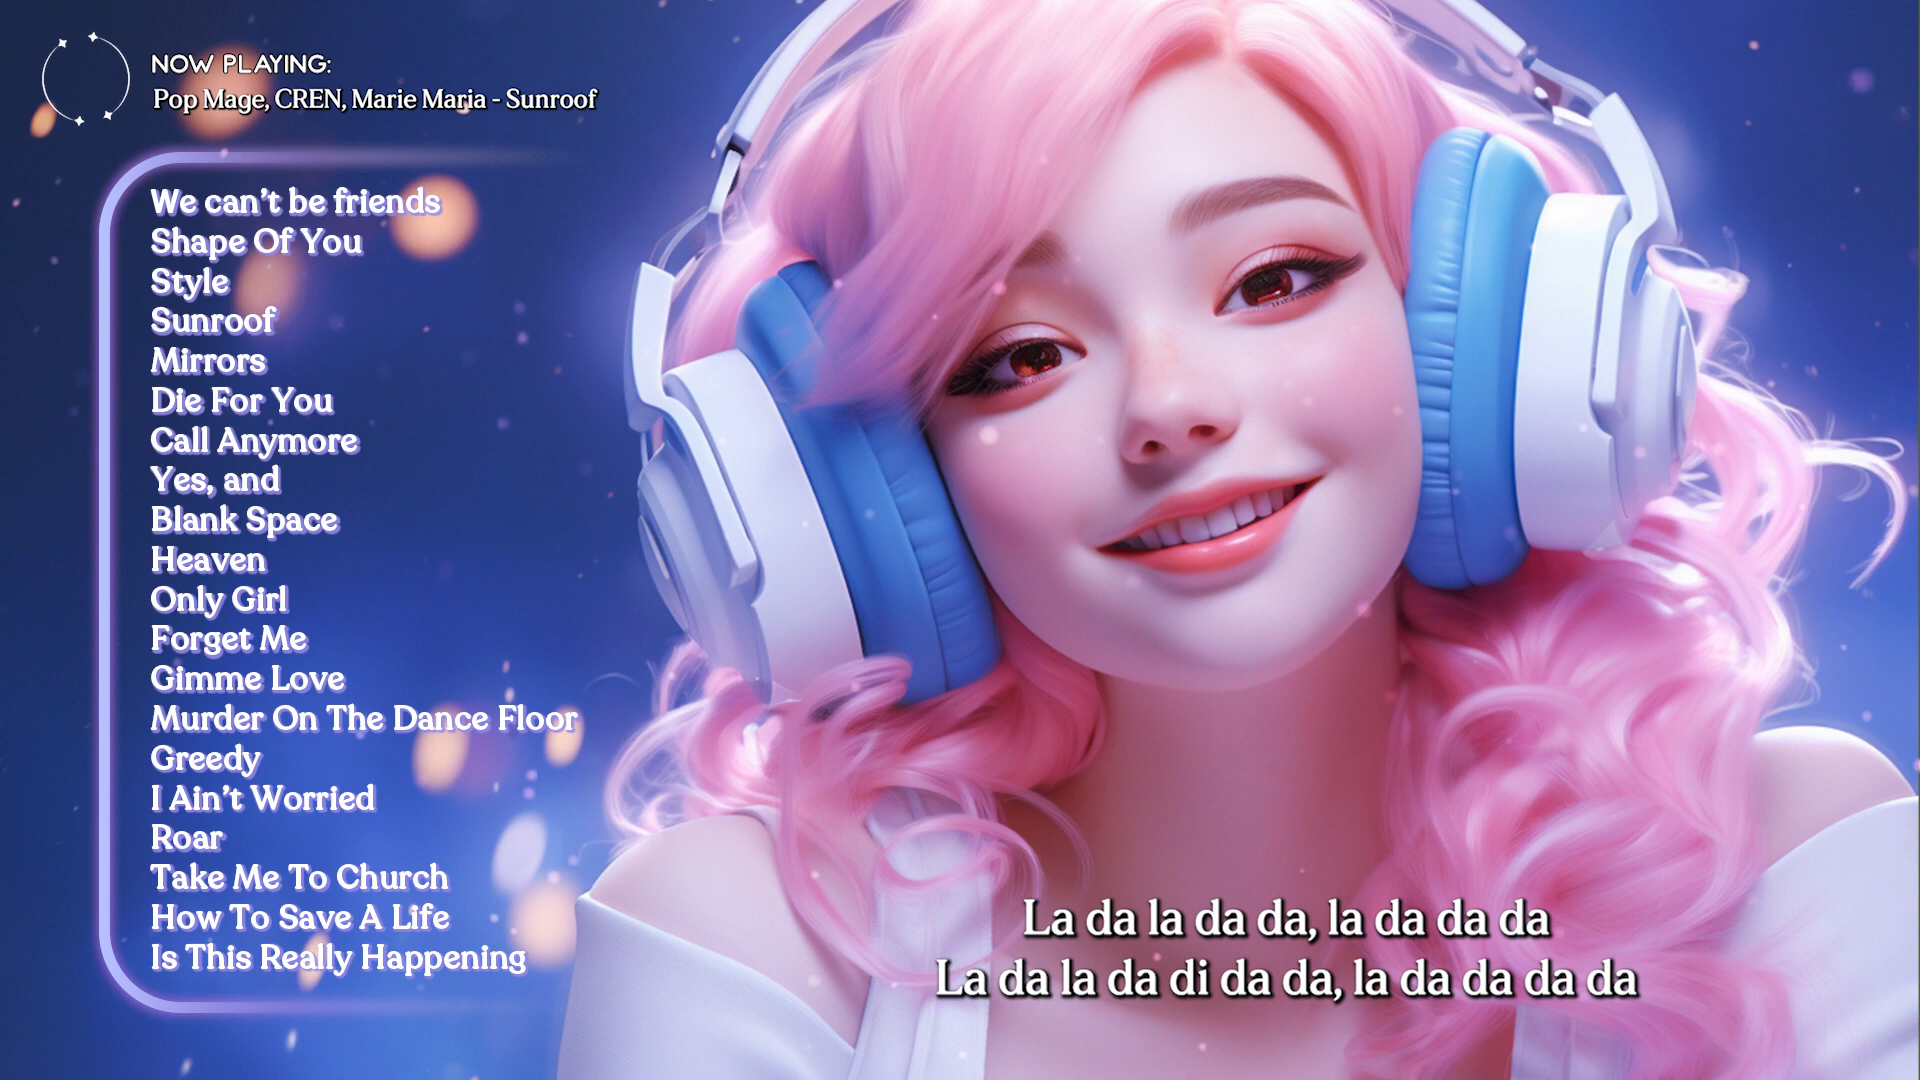 NOW PLAYING:
Pop Mage, CREN, Marie Maria - Sunroof
We can't be friends
Shape Of You
Style
Sunroof
Mirrors
Die For You
Call Anymore
Yes, and
Blank Space
Heaven
Only Girl
Forget Me
Gimme Love
Murder On The Dance Floor
Greedy
I Ain't Worried
Roar
Take Me To Church
How To Save A Life
Is This Really Happening
La da la da da, la da da da
La da la da di da da, la da da da da